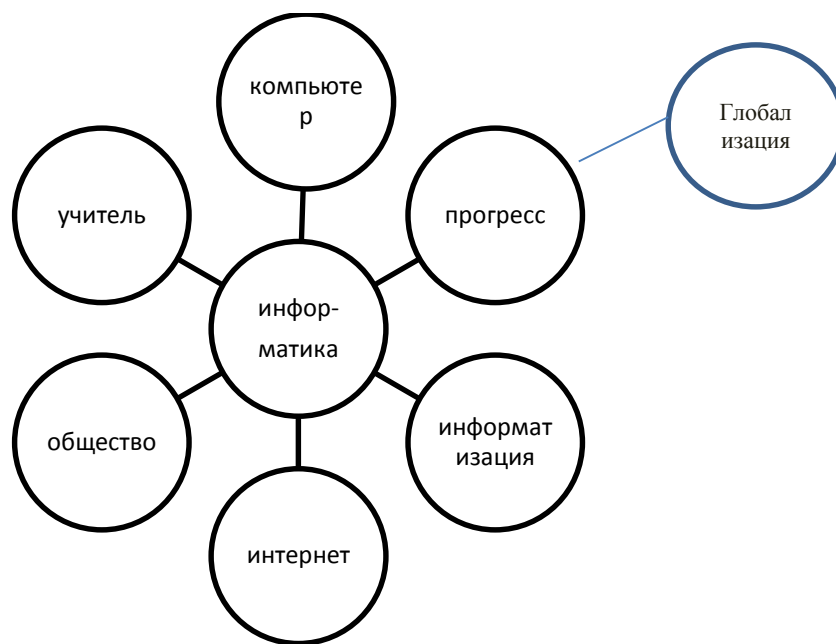 компьюте
р
Глобал
изация
учитель
прогресс
инфор-
матика
общество
информат
изация
интернет